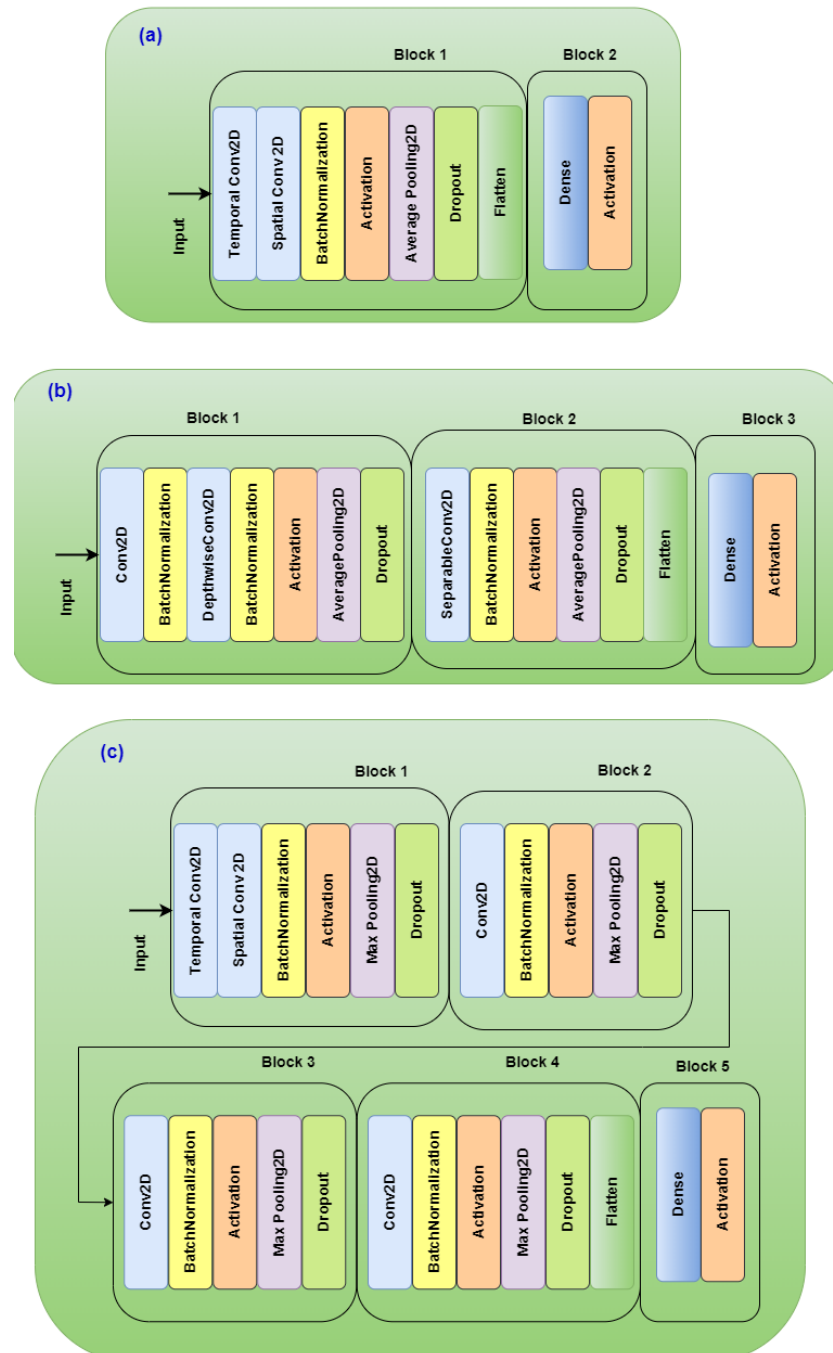 (a)
Block 1
Block 2
Input
Temporal Conv2D
Spatial Conv 2D
BatchNormalization
Activation
Average Pooling2D
Dropout
Flatten
Dense
Activation
(b)
Block 1
Block 2
Block 3
Input
Conv2D
BatchNormalization
DepthwiseConv2D
BatchNormalization
Activation
AveragePooling2D
Dropout
SeparableConv2D
BatchNormalization
Activation
AveragePooling2D
Dropout
Flatten
Dense
Activation
(c)
Block 1
Block 2
Input
Temporal Conv2D
Spatial Conv 2D
BatchNormalization
Activation
Max Pooling2D
Dropout
Conv2D
BatchNormalization
Activation
Max Pooling2D
Dropout
Block 3
Block 4
Block 5
Conv2D
BatchNormalization
Activation
Max Pooling2D
Dropout
Conv2D
BatchNormalization
Activation
Max Pooling2D
Dropout
Flatten
Dense
Activation